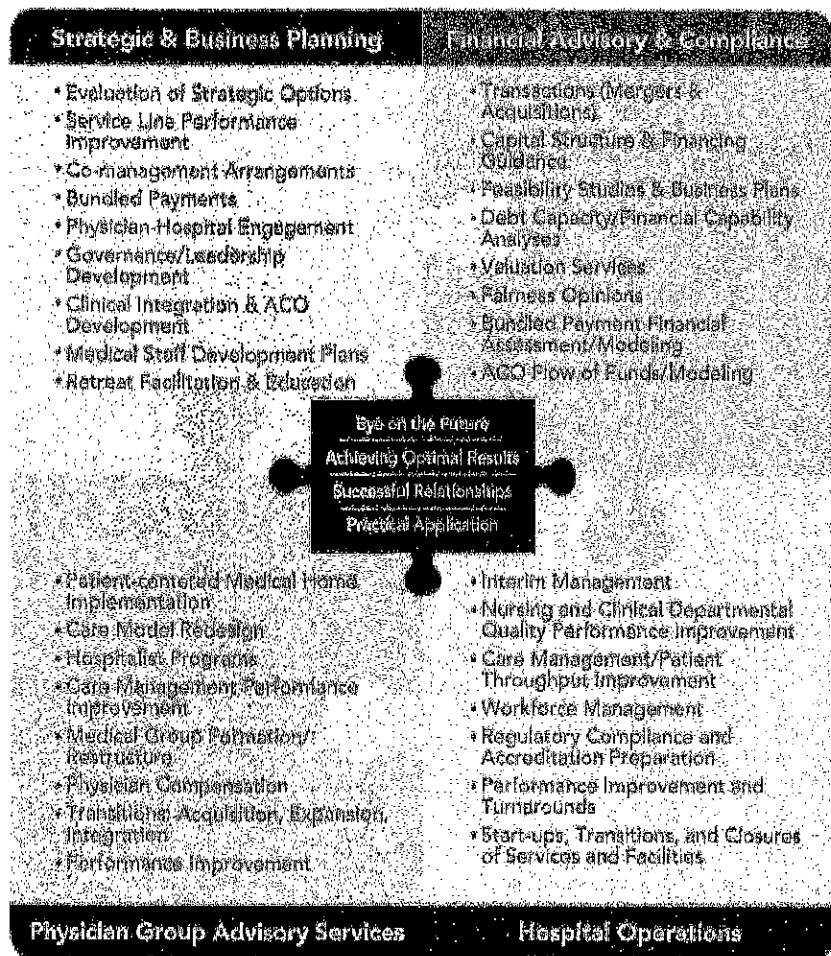 Strategic & Business Planning
• Evaluation of Strategic Options
• Service Line Performance
Improvement
• Co-management Arrangements
• Bundled Payments
• Physician-Hospital Engagement
• Governance/Leadership
Development
• Clinical Integration & ACO
Development
• Medical Staff Development Plans
• Retreat Facilitation & Education
Financial Advisory & Compliance
• Transactions (Mergers &
Acquisitions)
• Capital Structure & Financing
Guidance
• Feasibility Studies & Business Plans
• Debt Capacity/Financial Capability
Analyses
• Valuation Services
• Fairness Opinions
• Bundled Payment Financial
Assessment/Modeling
• ACO Flow of Funds/Modeling
Eye on the Future
Achieving Optimal Results
Successful Relationships
Practical Application
• Patient-centered Medical Home
Implementation
• Care Model Redesign
• Hospitalist Programs
• Care Management Performance
Improvement
• Medical Group Formation/
Restructure
• Physician Compensation
• Transitions: Acquisition, Expansion,
Integration
• Performance Improvement
Physician Group Advisory Services
• Interim Management
• Nursing and Clinical Departmental
Quality Performance Improvement
• Care Management/Patient
Throughput Improvement
• Workforce Management
• Regulatory Compliance and
Accreditation Preparation
• Performance Improvement and
Turnarounds
• Start-ups, Transitions, and Closures
of Services and Facilities
Hospital Operations